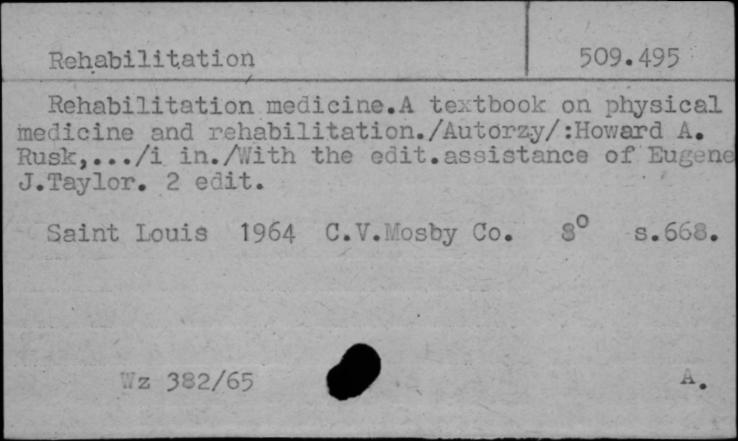 Rehabilitation 509.495
Rehabilitation medicine.A textbook on physical
medicine and rehabilitation./Autorzy/:Howard A.
Rusk,.../i in./With the edit.assistance of Eugene
J.Taylor. 2 edit.
Saint Louis 1964 C.V.Mosby Co. 8° s.668.
Wz 382/65 A.